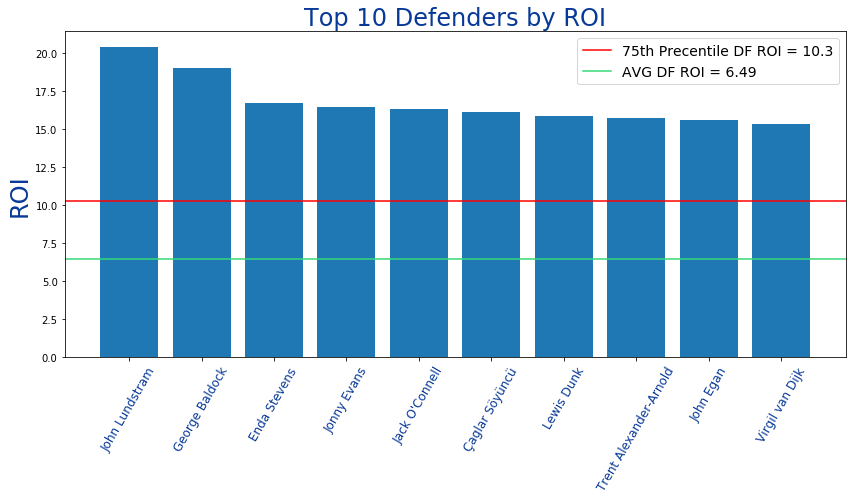 Top 10 Defenders by ROI
75th Precentile DF ROI = 10.3
AVG DF ROI = 6.49
ROI
20.0
17.5
15.0
12.5
10.0
7.5
5.0
2.5
0.0
John Lundstram
George Baldock
Enda Stevens
Jonny Evans
Jack O'Connell
Çaglar Söyüncü
Lewis Dunk
Trent Alexander-Arnold
John Egan
Virgil van Dijk